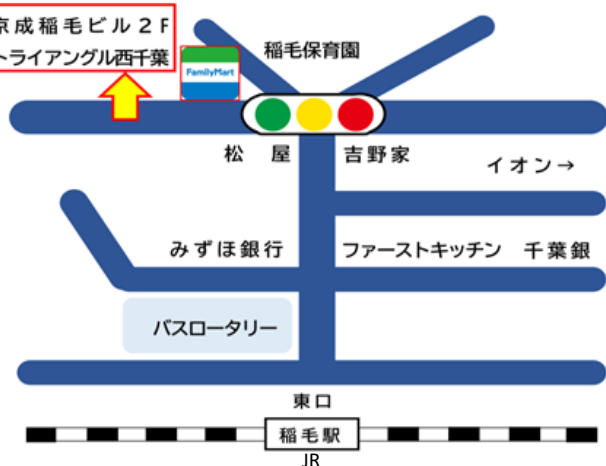 京成稲毛ビル2F
トライアングル西千葉
FamilyMart
稲毛保育園
松屋
吉野家
イオン→
みずほ銀行
ファーストキッチン 千葉銀
バスロータリー
東口
稲毛駅
JR